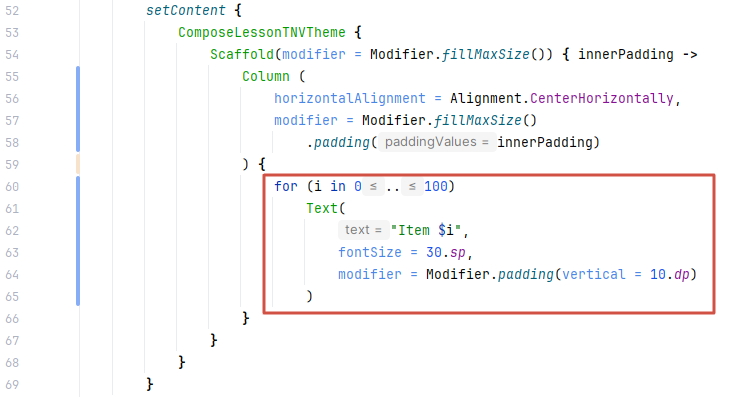 52 setContent {
53 ComposeLessonTNVTheme {
54 Scaffold(modifier = Modifier.fillMaxSize()) { innerPadding ->
55 Column (
56 horizontalAlignment = Alignment.CenterHorizontally,
57 modifier = Modifier.fillMaxSize()
58 .padding( paddingValues = innerPadding)
59 ) {
60 for (i in 0 ≤ .. ≤ 100)
61 Text(
62 text = "Item $i",
63 fontSize = 30.sp,
64 modifier = Modifier.padding(vertical = 10.dp)
65 )
66 }
67 }
68 }
69 }